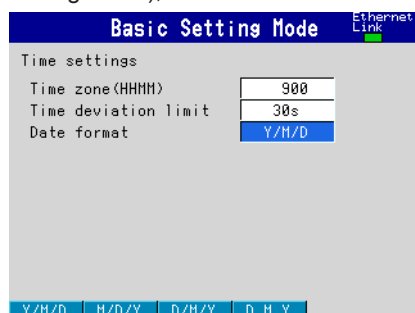 Basic Setting Mode
Ethernet
Link
Time settings
Time zone(HHMM) 900
Time deviation limit 30s
Date format Y/M/D
Y/M/D M/D/Y D/M/Y D.M.Y